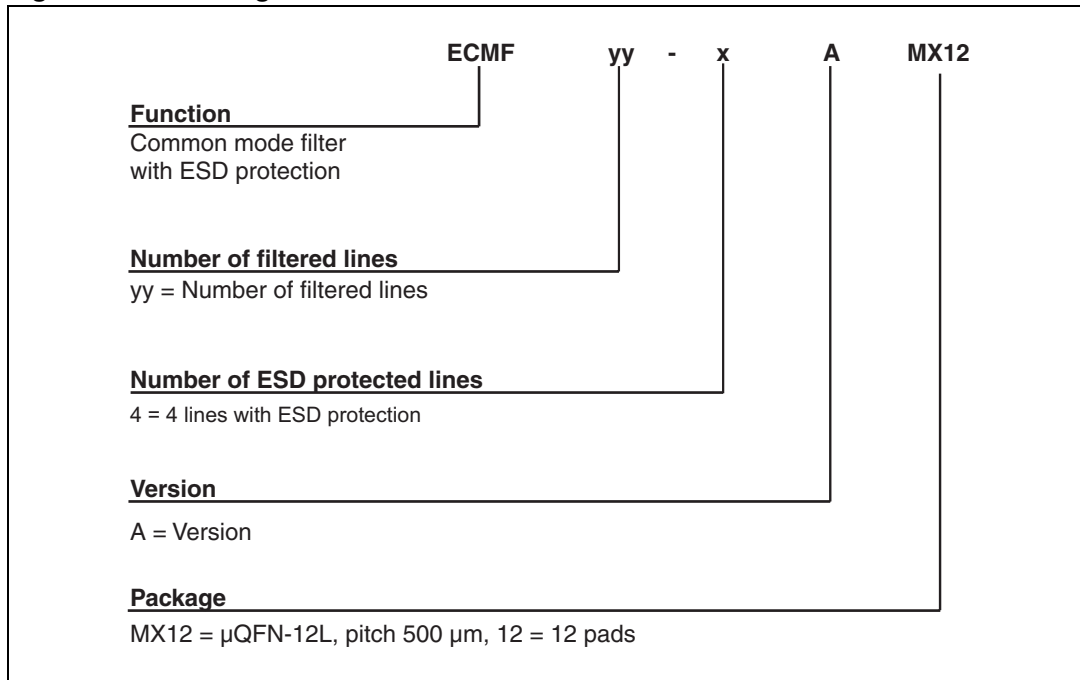 ECMF yy - x A MX12
Function
Common mode filter
with ESD protection
Number of filtered lines
yy = Number of filtered lines
Number of ESD protected lines
4 = 4 lines with ESD protection
Version
A = Version
Package
MX12 = µQFN-12L, pitch 500 µm, 12 = 12 pads